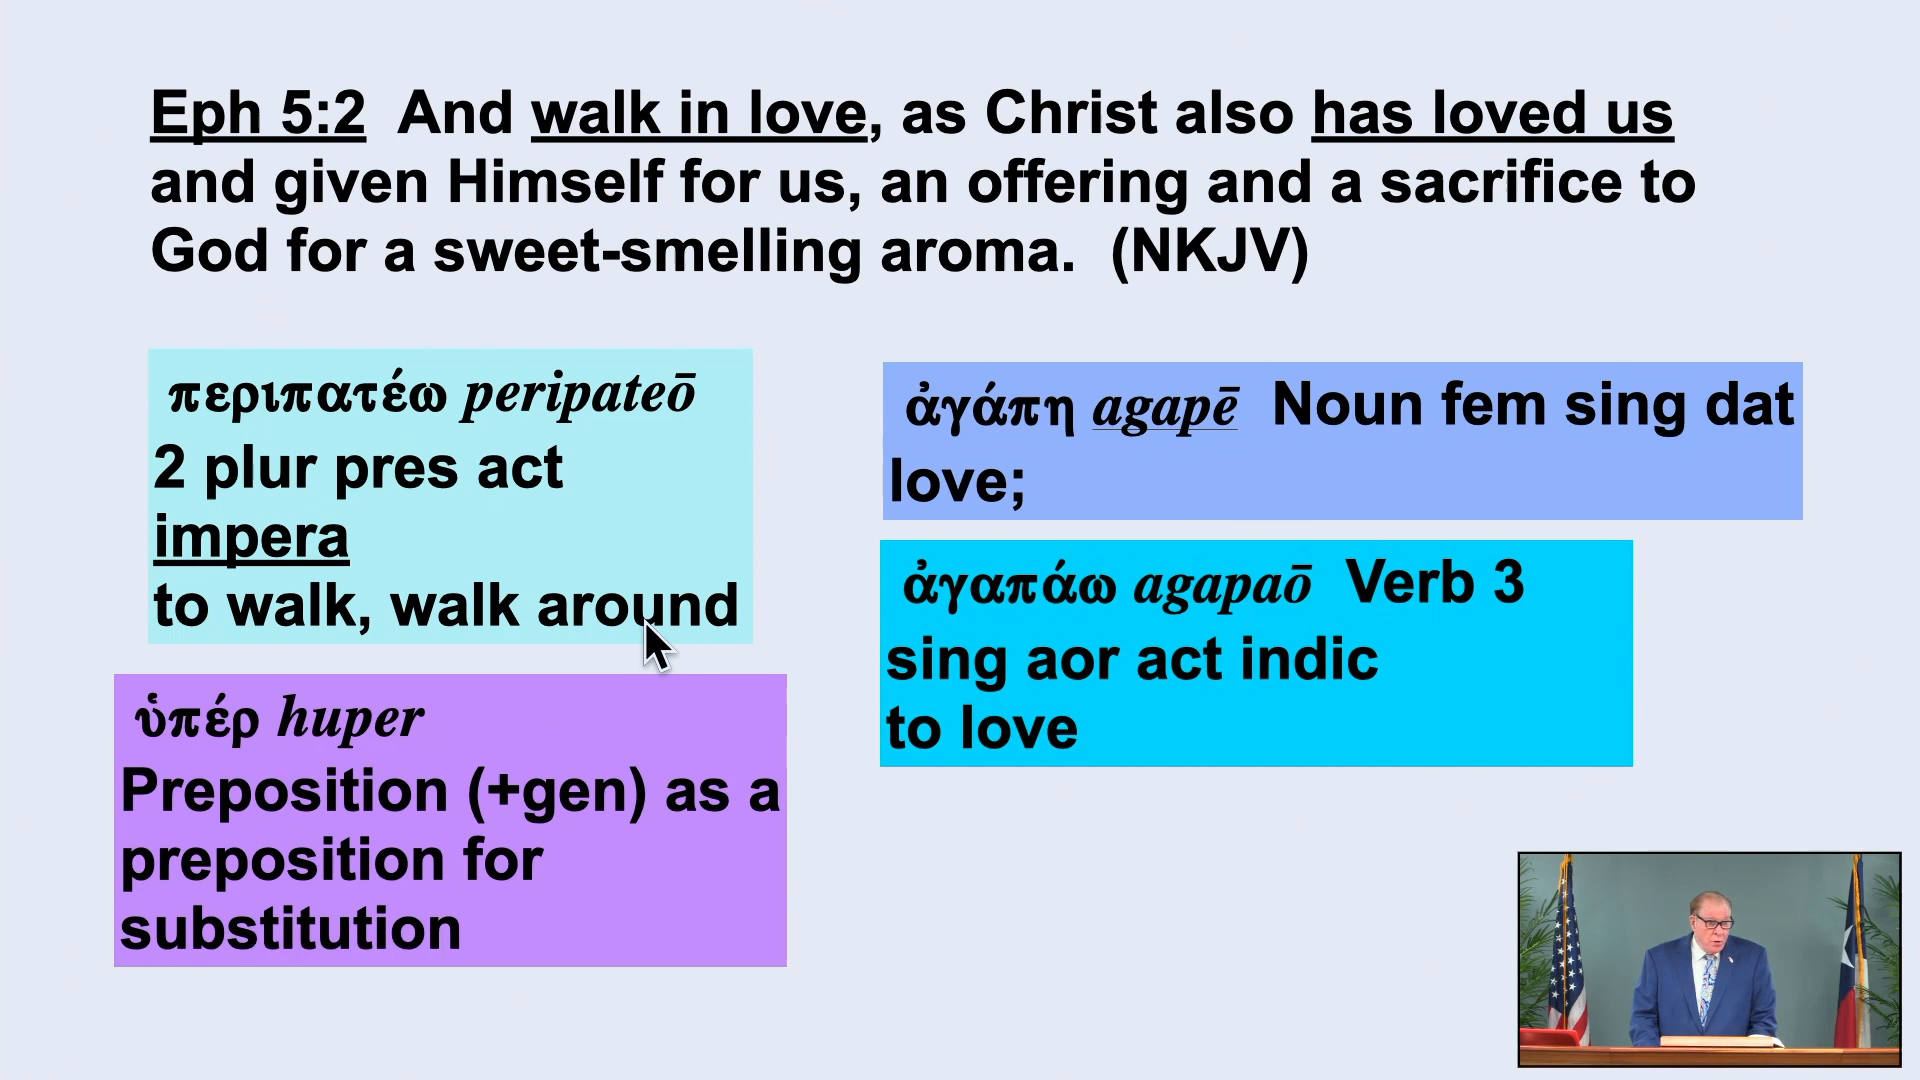 Eph 5:2 And walk in love, as Christ also has loved us
and given Himself for us, an offering and a sacrifice to
God for a sweet-smelling aroma. (NKJV)
περιπατέω peripateō
2 plur pres act
impera
to walk, walk around
ὑπέρ huper
Preposition (+gen) as a
preposition for
substitution
ἀγάπη agapē Noun fem sing dat
love;
ἀγαπάω agapaō Verb 3
sing aor act indic
to love